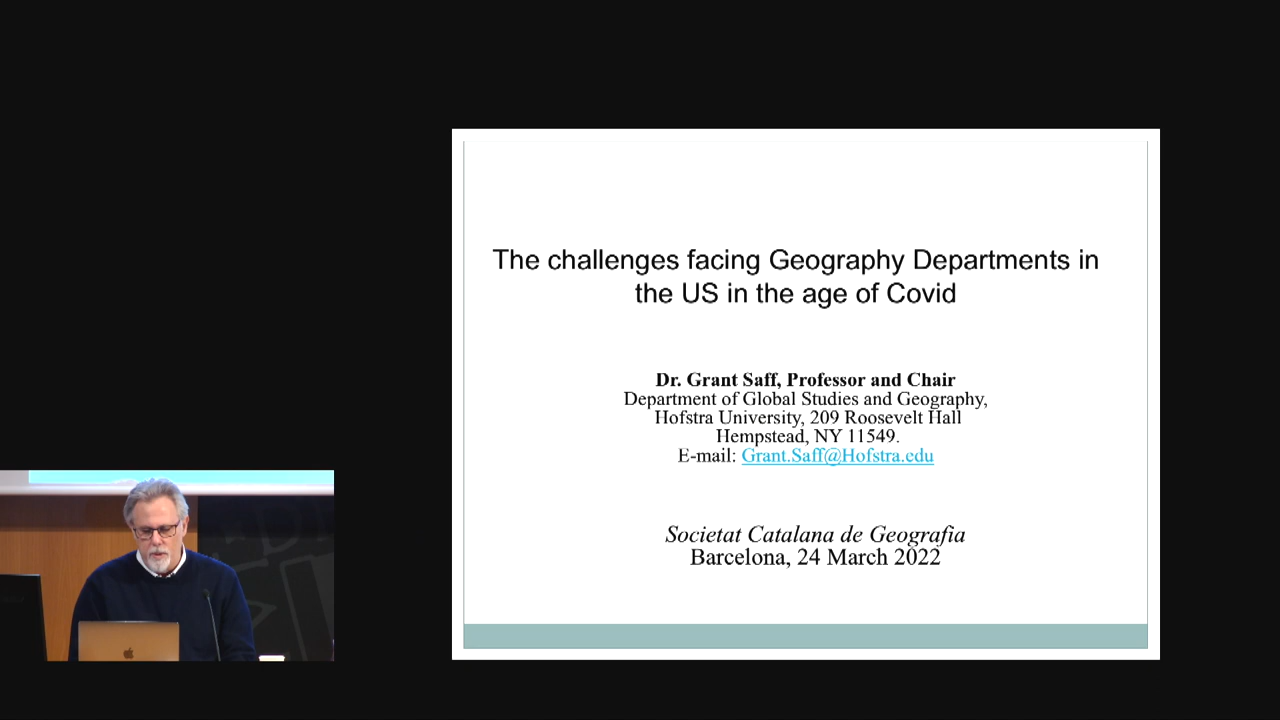 The challenges facing Geography Departments in
the US in the age of Covid
Dr. Grant Saff, Professor and Chair
Department of Global Studies and Geography,
Hofstra University, 209 Roosevelt Hall
Hempstead, NY 11549.
E-mail: Grant.Saff@Hofstra.edu
Societat Catalana de Geografia
Barcelona, 24 March 2022